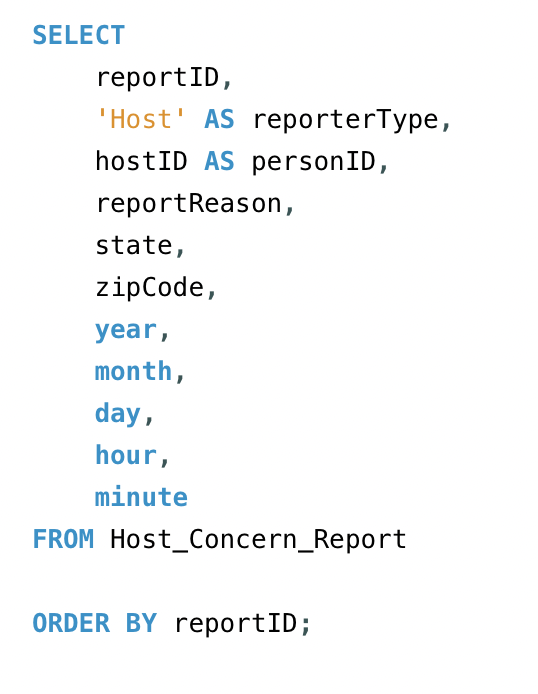 SELECT
    reportID,
    'Host' AS reporterType,
    hostID AS personID,
    reportReason,
    state,
    zipCode,
    year,
    month,
    day,
    hour,
    minute
FROM Host_Concern_Report

ORDER BY reportID;